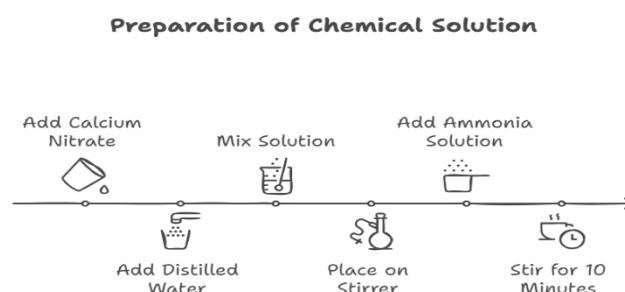 Preparation of Chemical Solution
Add Calcium
Nitrate
Add Distilled
Water
Mix Solution
Place on
Stirrer
Add Ammonia
Solution
Stir for 10
Minutes